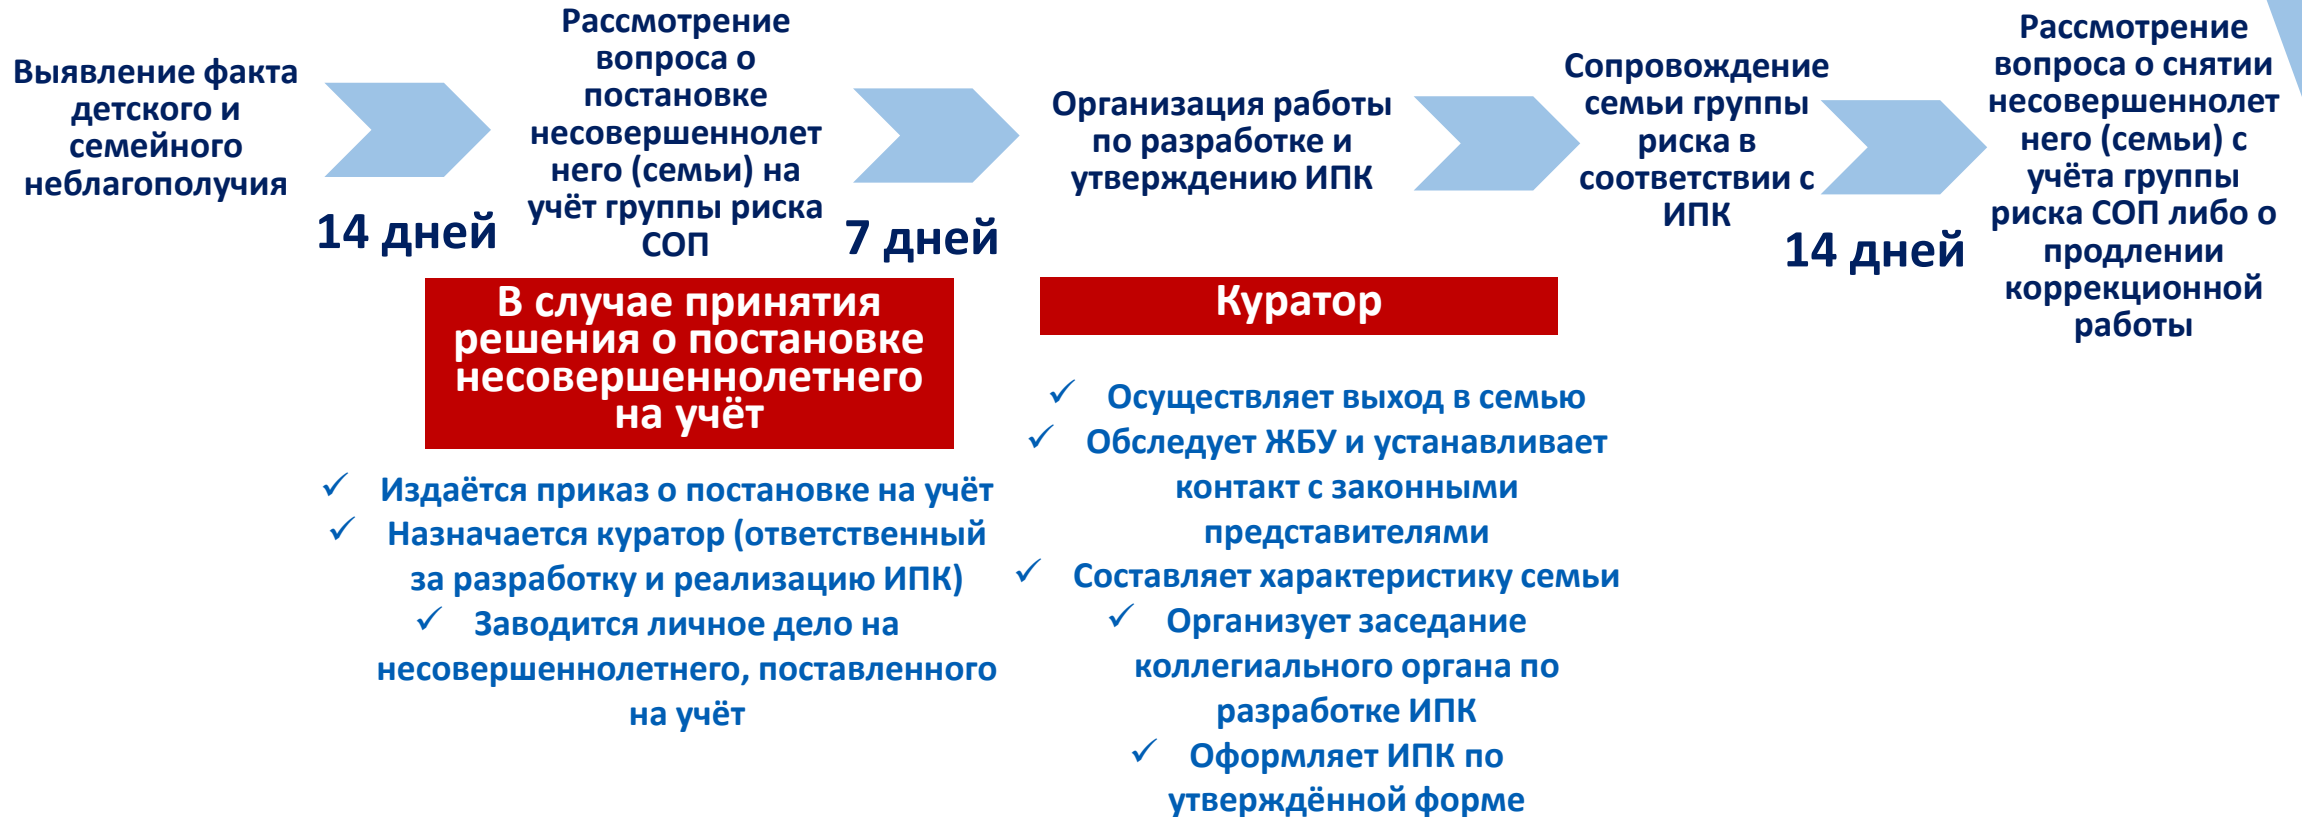 Выявление факта
детского и
семейного
неблагополучия
14 дней
Рассмотрение
вопроса о
постановке
несовершеннолет
него (семьи) на
учёт группы риска
СОП
7 дней
Организация работы
по разработке и
утверждению ИПК
Сопровождение
семьи группы
риска в
соответствии с
ИПК
14 дней
Рассмотрение
вопроса о снятии
несовершеннолет
него (семьи) с
учёта группы
риска СОП либо о
продлении
коррекционной
работы
В случае принятия
решения о постановке
несовершеннолетнего
на учёт
✓ Издаётся приказ о постановке на учёт
✓ Назначается куратор (ответственный
за разработку и реализацию ИПК)
✓ Заводится личное дело на
несовершеннолетнего, поставленного
на учёт
Куратор
✓ Осуществляет выход в семью
✓ Обследует ЖБУ и устанавливает
контакт с законными
представителями
✓ Составляет характеристику семьи
✓ Организует заседание
коллегиального органа по
разработке ИПК
✓ Оформляет ИПК по
утверждённой форме